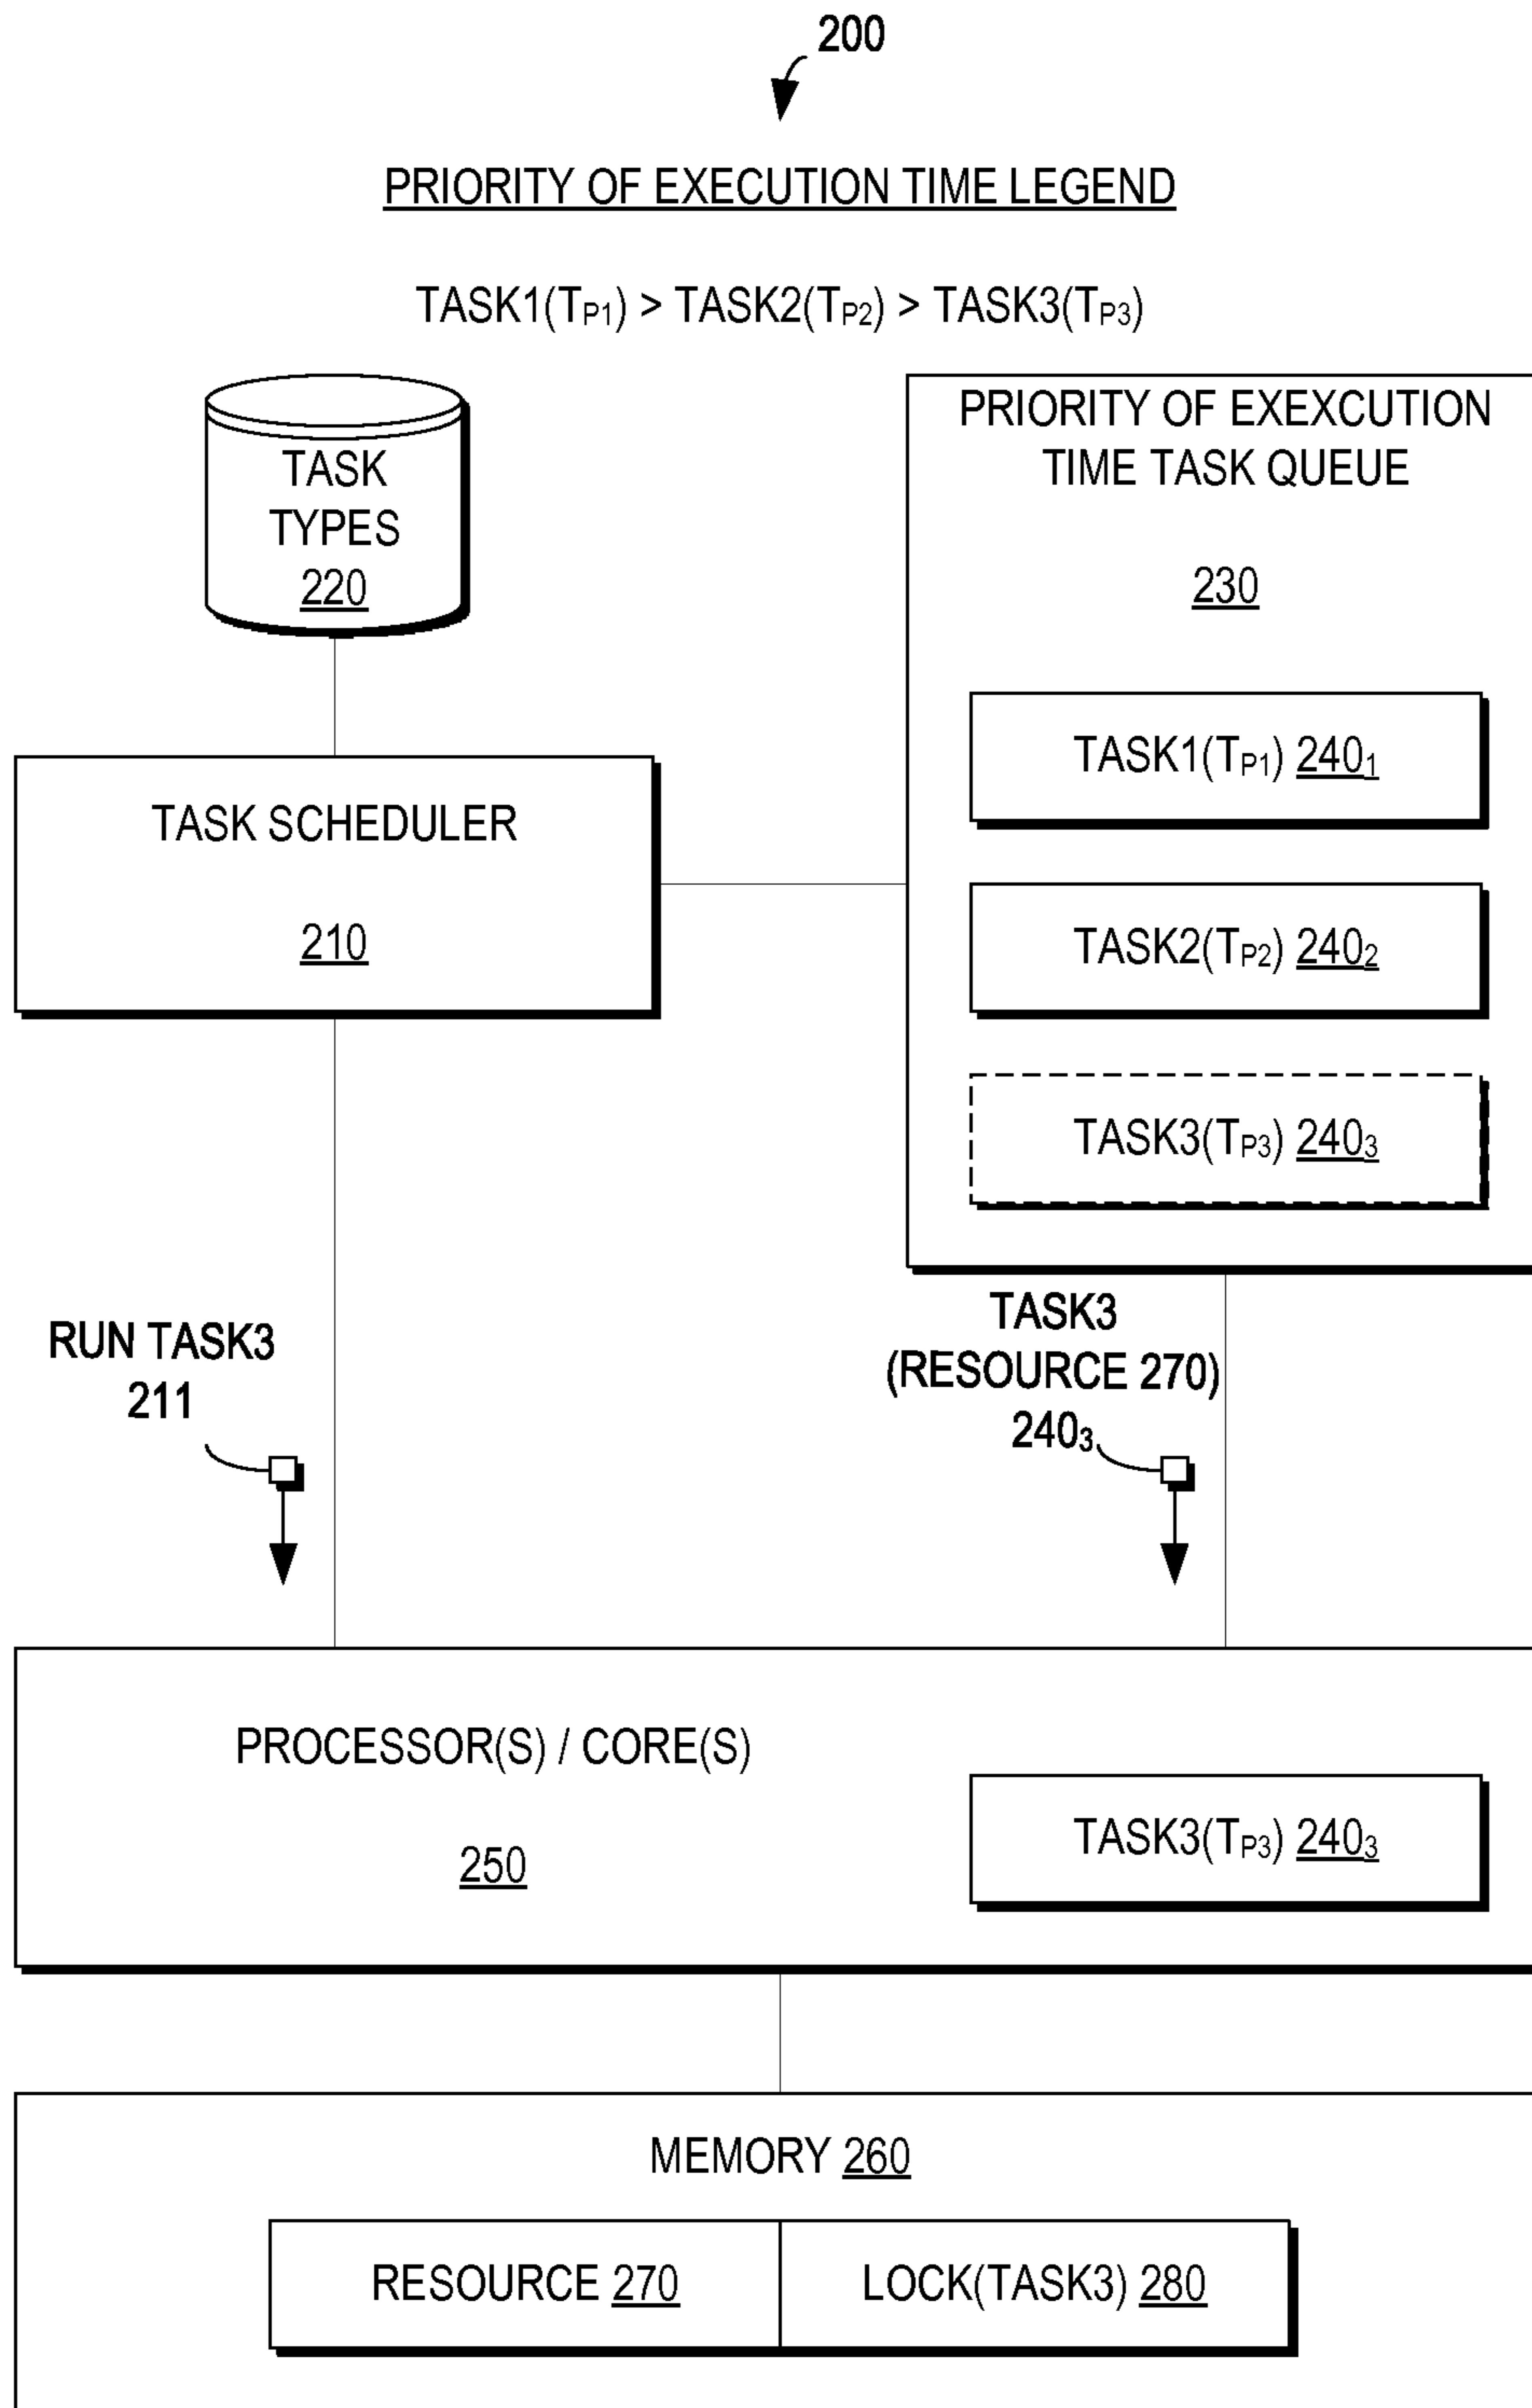 200
PRIORITY OF EXECUTION TIME LEGEND
TASK1(TP1) > TASK2(TP2) > TASK3(TP3)
TASK
TYPES
220
PRIORITY OF EXEXCUTION
TIME TASK QUEUE
230
TASK1(TP1) 2401
TASK SCHEDULER
210
TASK2(TP2) 2402
TASK3(TP3) 2403
RUN TASK3
211
TASK3
(RESOURCE 270)
2403
PROCESSOR(S) / CORE(S)
250
TASK3(TP3) 2403
MEMORY 260
RESOURCE 270
LOCK(TASK3) 280